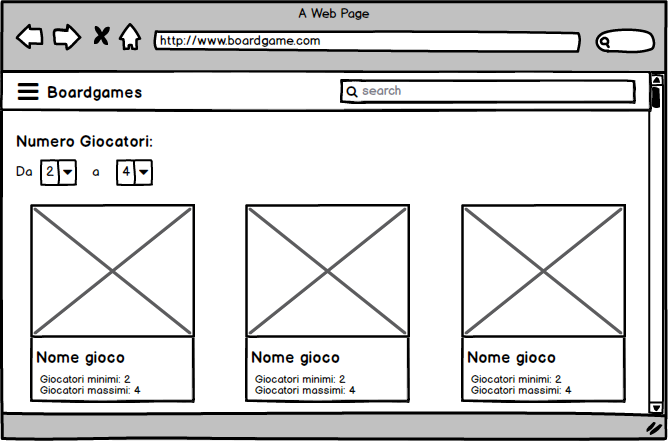 A Web Page
http://www.boardgame.com
Boardgames
search
Numero Giocatori:
Da 2 a 4
Nome gioco
Giocatori minimi: 2
Giocatori massimi: 4
Nome gioco
Giocatori minimi: 2
Giocatori massimi: 4
Nome gioco
Giocatori minimi: 2
Giocatori massimi: 4